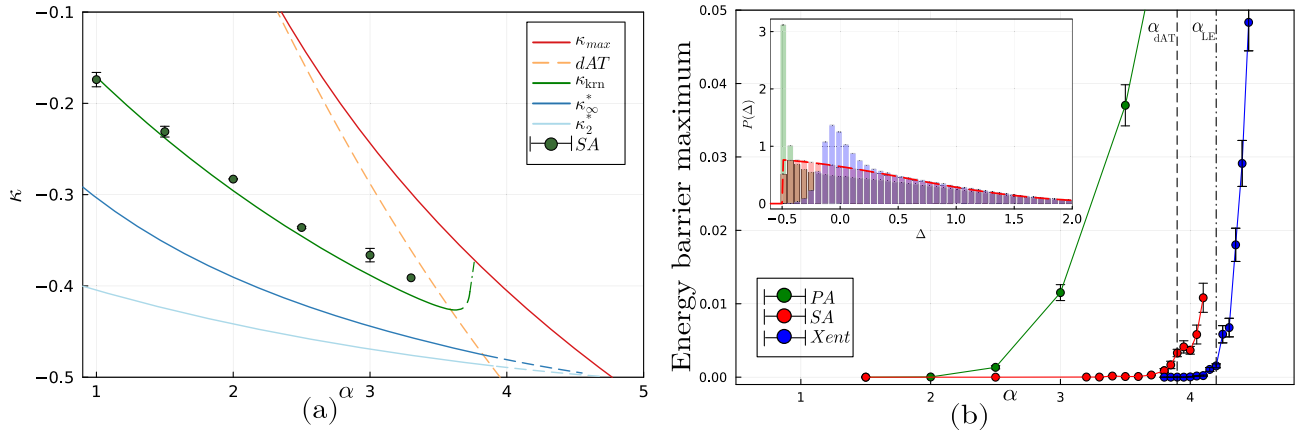 −0.1
−0.2
−0.3
−0.4
−0.5
κ
1
2
3
4
5
α
(a)
κ_max
dAT
κ_krn
κ*_∞
κ*_2
SA
Energy barrier maximum
0.05
0.04
0.03
0.02
0.01
0.00
1
2
3
4
α
(b)
α_dAT
α_LE
P(Δ)
3
2
1
0
−0.5
0.0
0.5
1.0
1.5
2.0
Δ
PA
SA
Xent